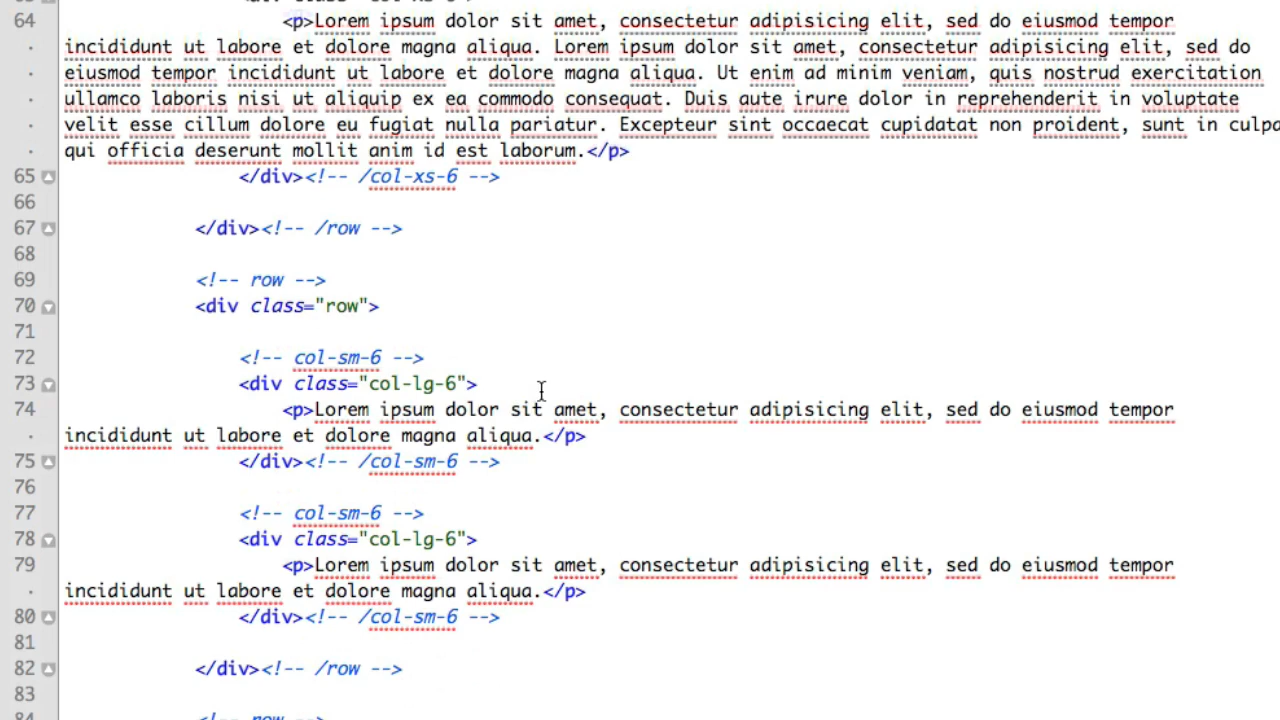 64 <p>Lorem ipsum dolor sit amet, consectetur adipisicing elit, sed do eiusmod tempor
incididunt ut labore et dolore magna aliqua. Lorem ipsum dolor sit amet, consectetur adipisicing elit, sed do
eiusmod tempor incididunt ut labore et dolore magna aliqua. Ut enim ad minim veniam, quis nostrud exercitation
ullamco laboris nisi ut aliquip ex ea commodo consequat. Duis aute irure dolor in reprehenderit in voluptate
velit esse cillum dolore eu fugiat nulla pariatur. Excepteur sint occaecat cupidatat non proident, sunt in culpa
qui officia deserunt mollit anim id est laborum.</p>
65 </div><!-- /col-xs-6 -->
66
67 </div><!-- /row -->
68
69 <!-- row -->
70 <div class="row">
71
72 <!-- col-sm-6 -->
73 <div class="col-lg-6">
74 <p>Lorem ipsum dolor sit amet, consectetur adipisicing elit, sed do eiusmod tempor
incididunt ut labore et dolore magna aliqua.</p>
75 </div><!-- /col-sm-6 -->
76
77 <!-- col-sm-6 -->
78 <div class="col-lg-6">
79 <p>Lorem ipsum dolor sit amet, consectetur adipisicing elit, sed do eiusmod tempor
incididunt ut labore et dolore magna aliqua.</p>
80 </div><!-- /col-sm-6 -->
81
82 </div><!-- /row -->
83
84 <!-- row -->